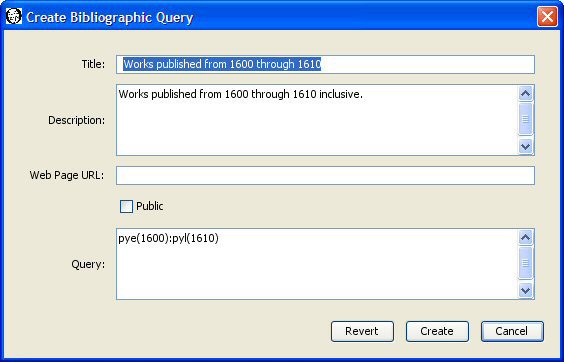 Create Bibliographic Query
Title: Works published from 1600 through 1610
Description: Works published from 1600 through 1610 inclusive.
Web Page URL:
Public
Query: pye(1600):pyl(1610)
Revert Create Cancel